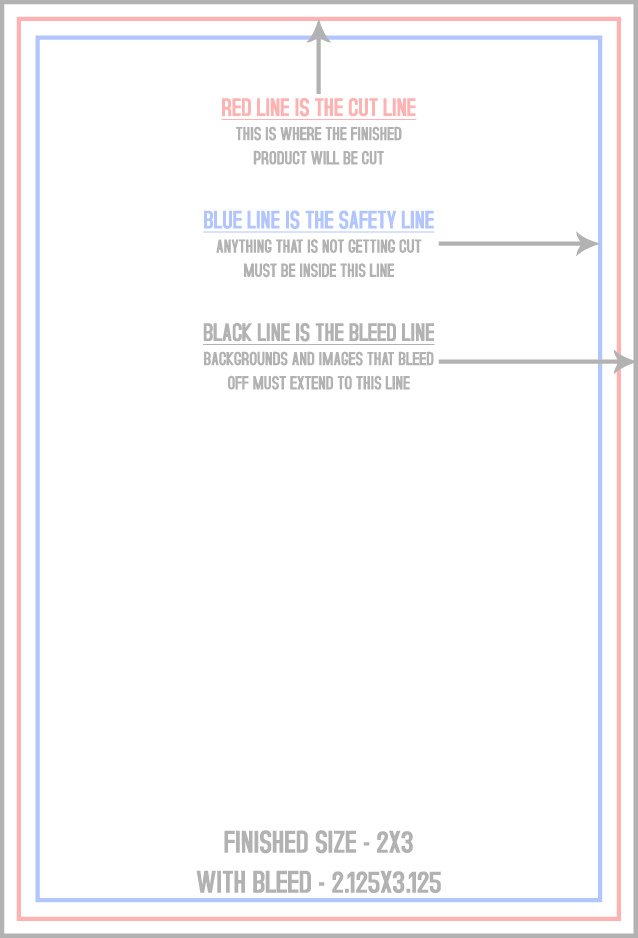 RED LINE IS THE CUT LINE
THIS IS WHERE THE FINISHED
PRODUCT WILL BE CUT
BLUE LINE IS THE SAFETY LINE
ANYTHING THAT IS NOT GETTING CUT
MUST BE INSIDE THIS LINE
BLACK LINE IS THE BLEED LINE
BACKGROUNDS AND IMAGES THAT BLEED
OFF MUST EXTEND TO THIS LINE
FINISHED SIZE - 2X3
WITH BLEED - 2.125X3.125